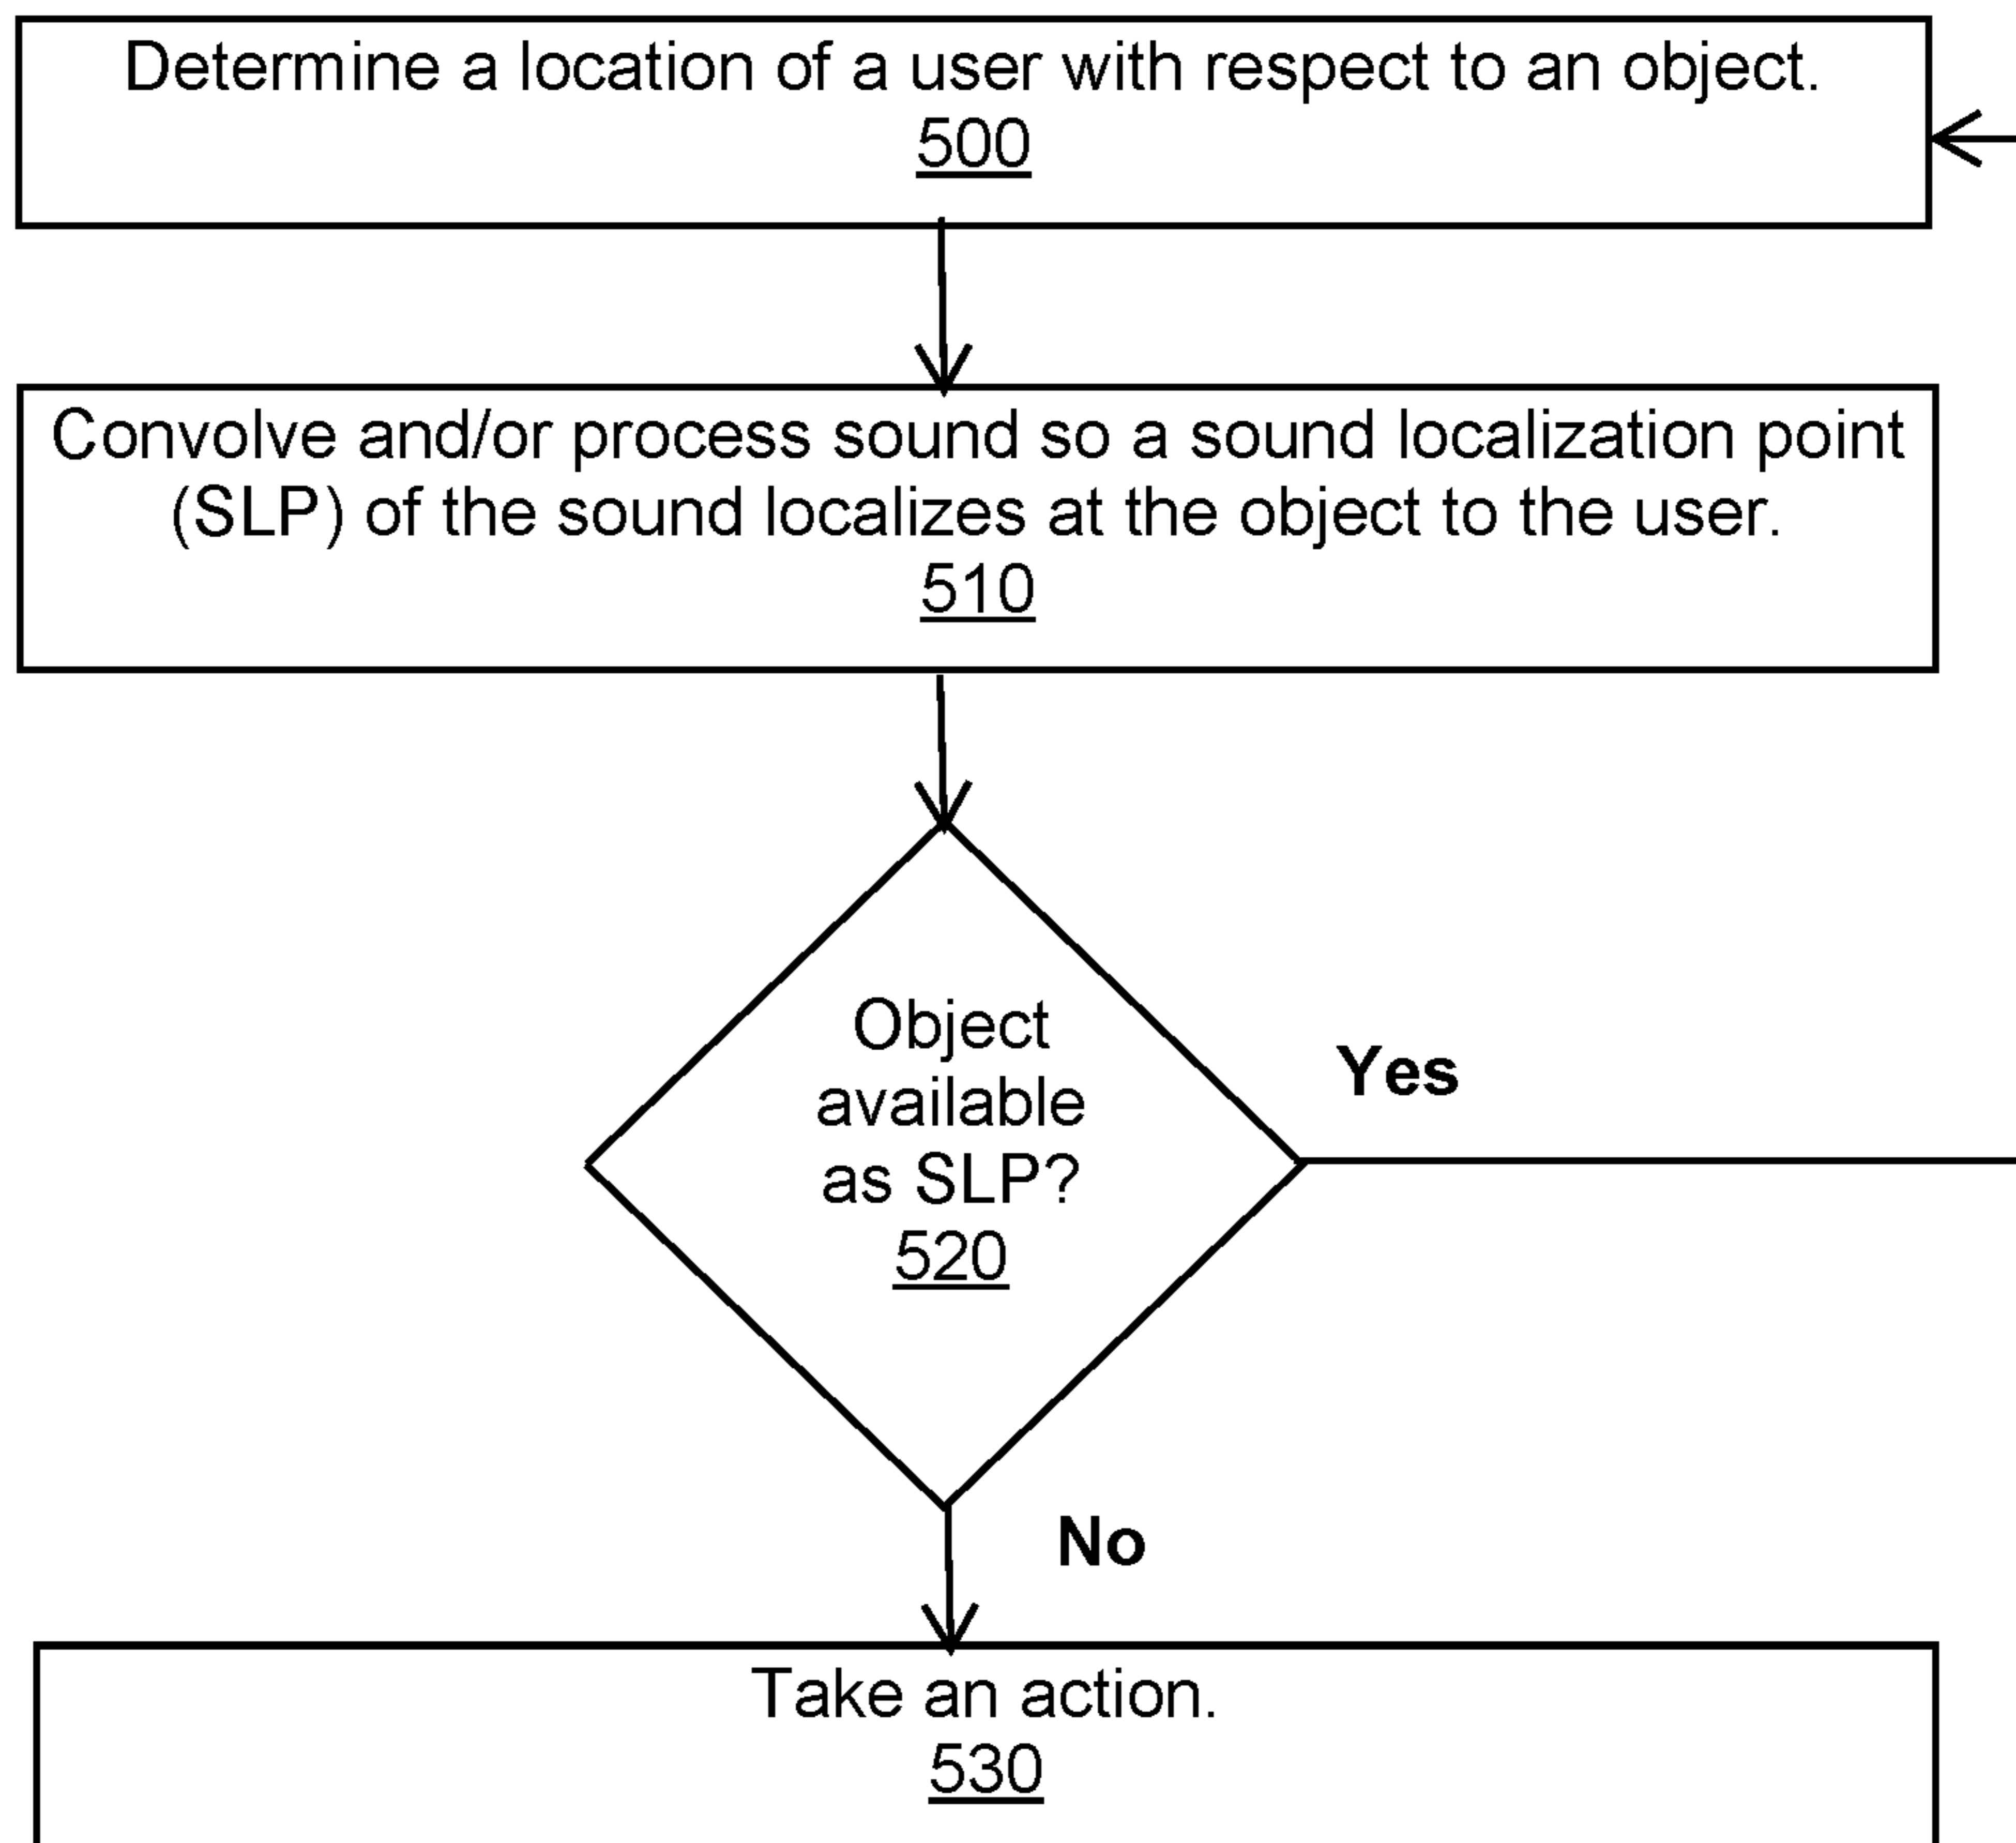 Determine a location of a user with respect to an object.
500
Convolve and/or process sound so a sound localization point
(SLP) of the sound localizes at the object to the user.
510
Object
available
as SLP?
520
Yes
No
Take an action.
530